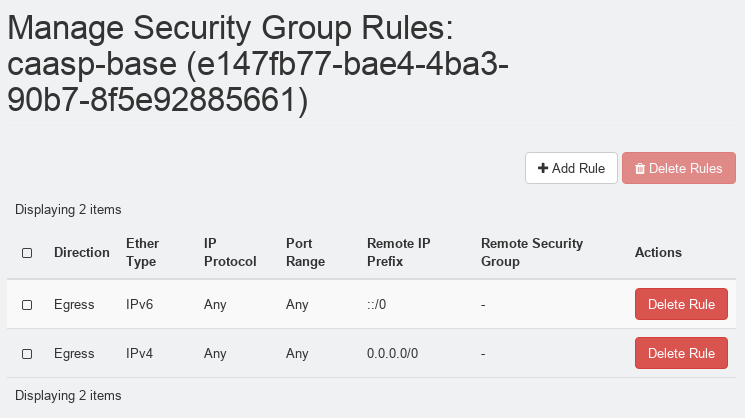 Manage Security Group Rules:
caasp-base (e147fb77-bae4-4ba3-
90b7-8f5e92885661)
Add Rule Delete Rules
Displaying 2 items
Direction Ether Type IP Protocol Port Range Remote IP Prefix Remote Security Group Actions
Egress IPv6 Any Any ::/0 - Delete Rule
Egress IPv4 Any Any 0.0.0.0/0 - Delete Rule
Displaying 2 items